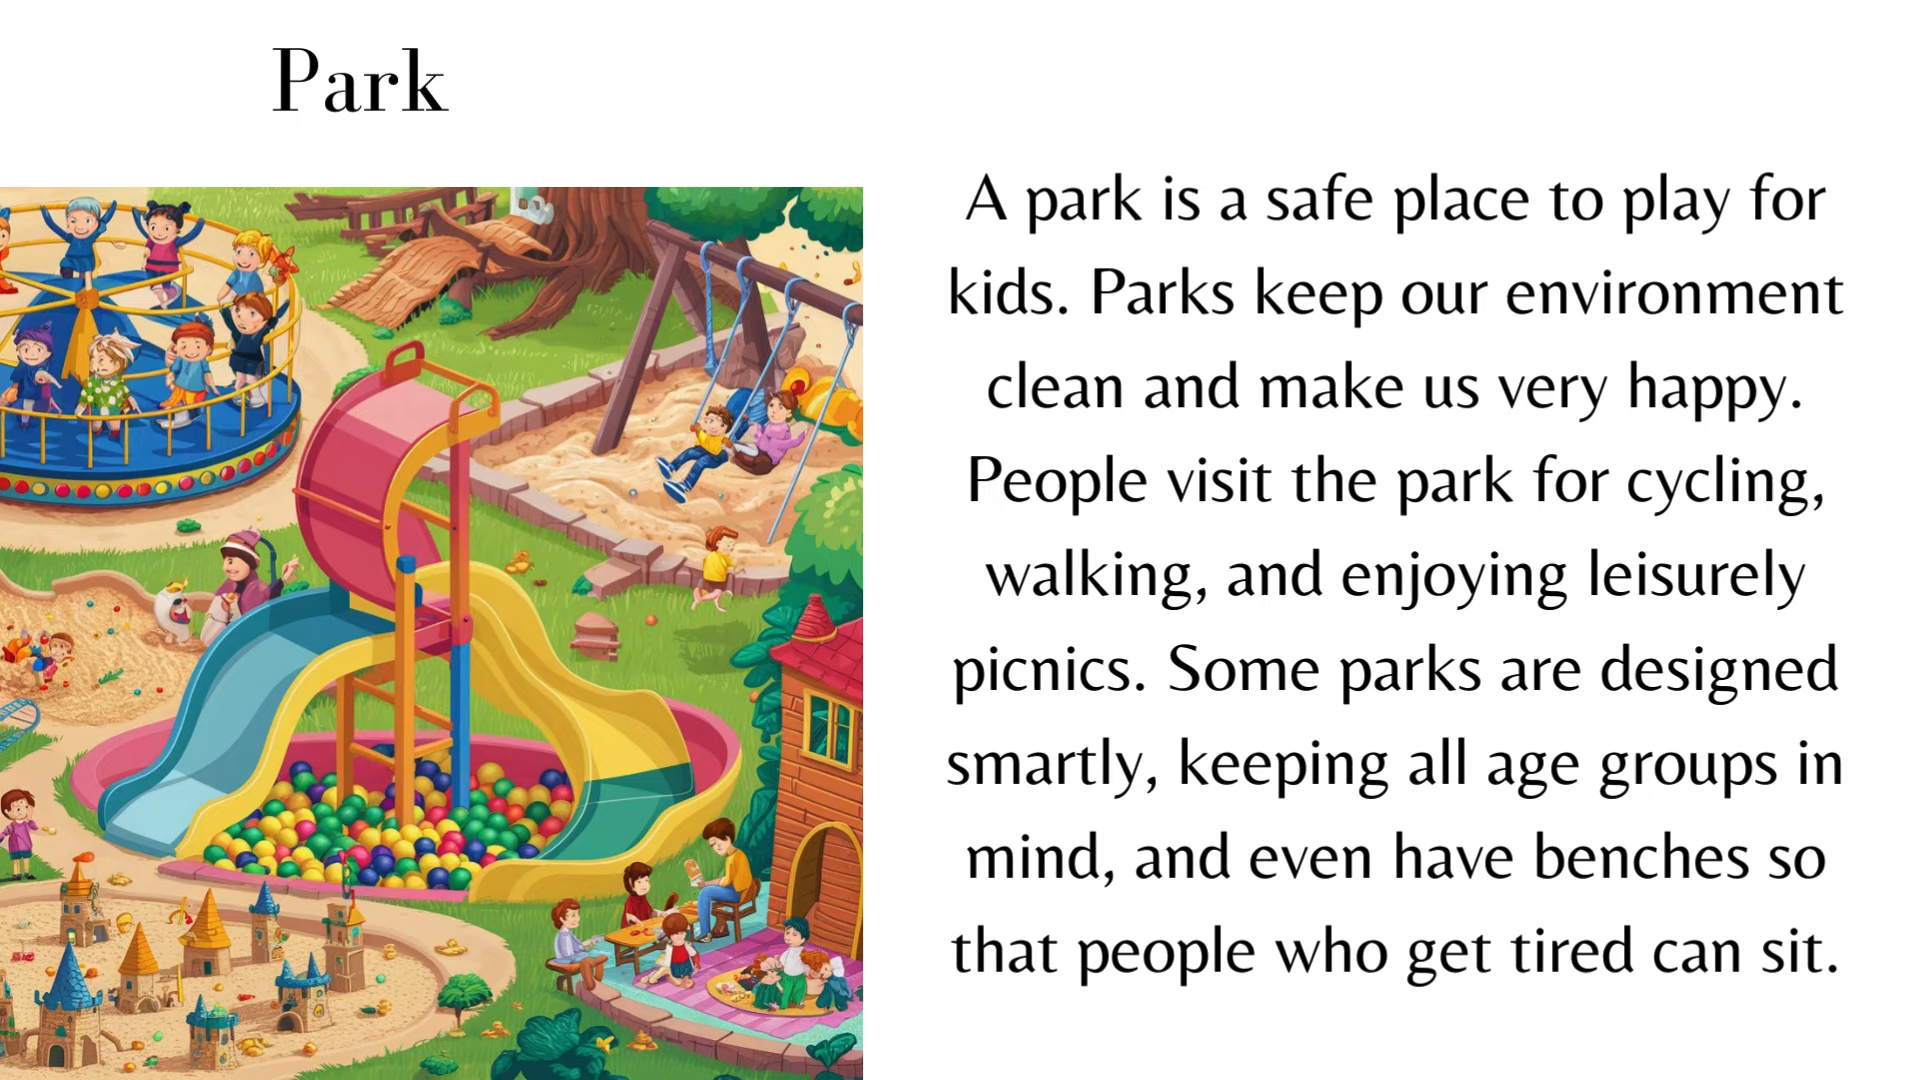 Park
A park is a safe place to play for
kids. Parks keep our environment
clean and make us very happy.
People visit the park for cycling,
walking, and enjoying leisurely
picnics. Some parks are designed
smartly, keeping all age groups in
mind, and even have benches so
that people who get tired can sit.